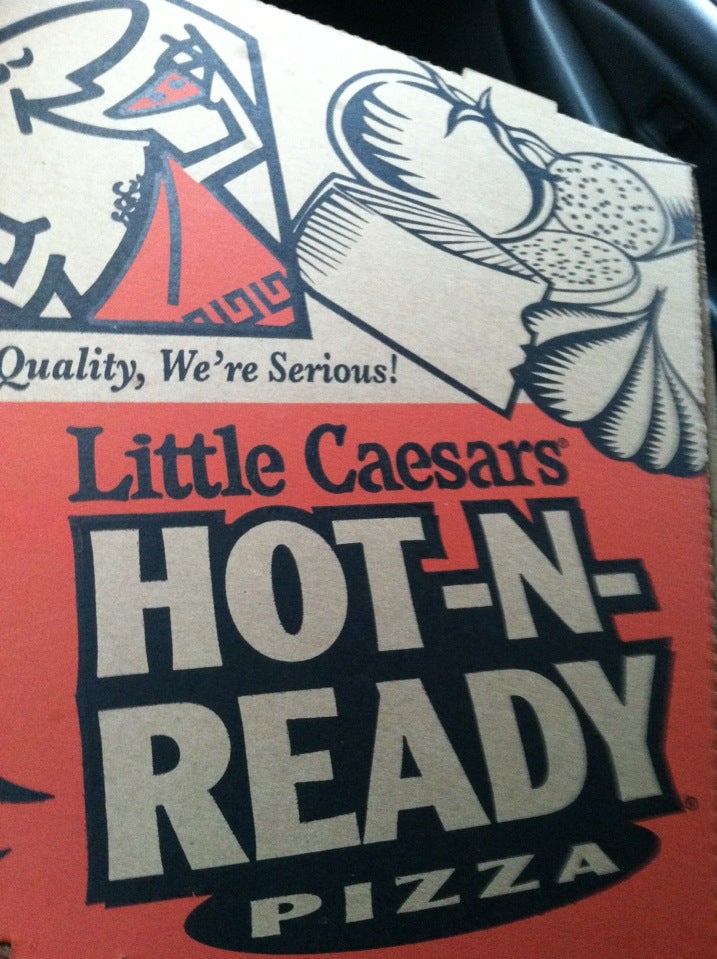 Quality, We're Serious!
Little Caesars®
HOT-N-
READY®
PIZZA